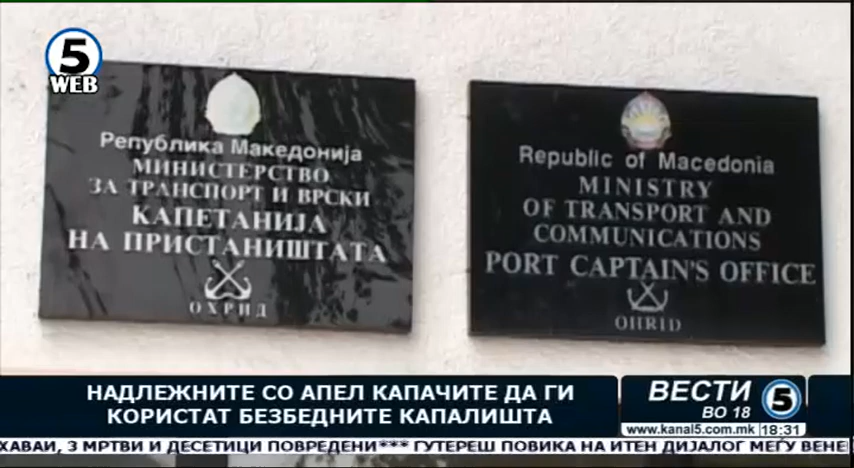 5
WEB
Република Македонија
МИНИСТЕРСТВО
ЗА ТРАНСПОРТ И ВРСКИ
КАПЕТАНИЈА
НА ПРИСТАНИШТАТА
ОХРИД
Republic of Macedonia
MINISTRY
OF TRANSPORT AND
COMMUNICATIONS
PORT CAPTAIN'S OFFICE
OHRID
НАДЛЕЖНИТЕ СО АПЕЛ КАПАЧИТЕ ДА ГИ
КОРИСТАТ БЕЗБЕДНИТЕ КАПАЛИШТА
ВЕСТИ
ВО 18
5
www.kanal5.com.mk
18:31
ХАВАИ, 3 МРТВИ И ДЕСЕТИЦИ ПОВРЕДЕНИ*** ГУТЕРЕШ ПОВИКА НА ИТЕН ДИЈАЛОГ МЕГУ ВЕНЕ